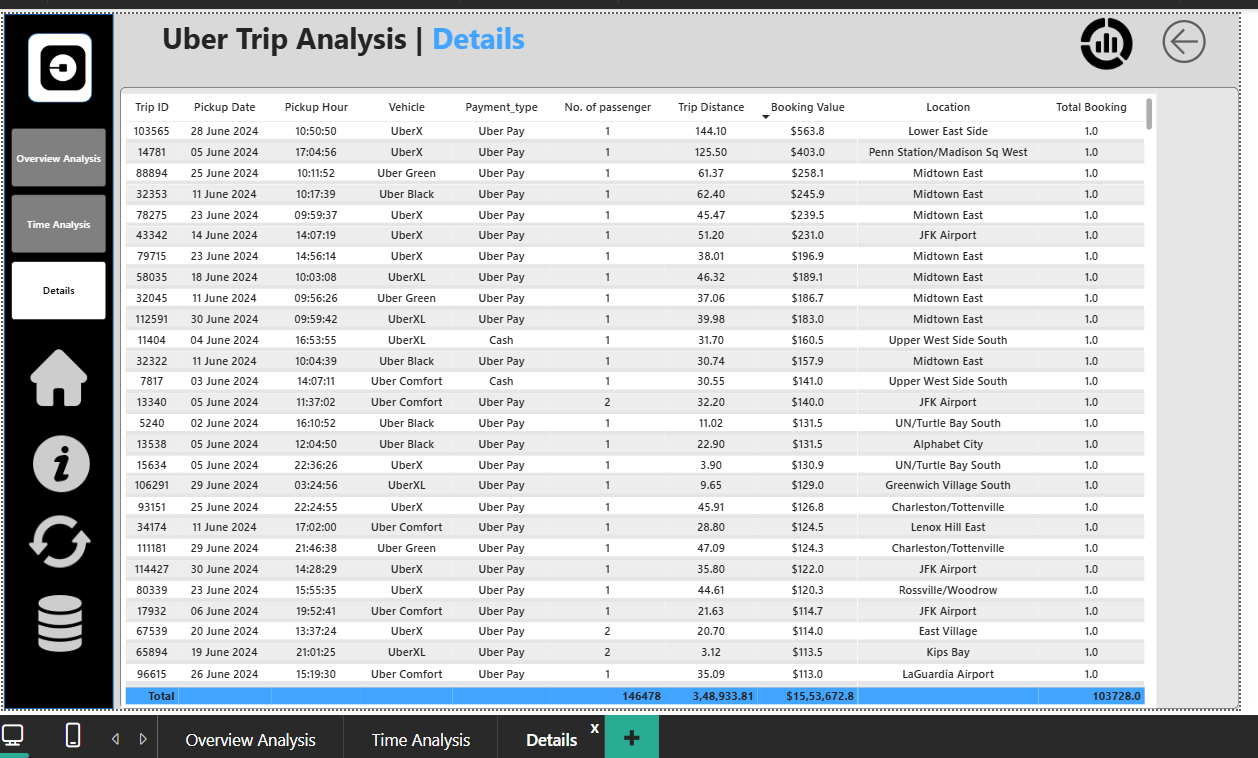 Uber Trip Analysis | Details
Overview Analysis
Time Analysis
Details
Trip ID Pickup Date Pickup Hour Vehicle Payment_type No. of passenger Trip Distance Booking Value Location Total Booking
103565 28 June 2024 10:50:50 UberX Uber Pay 1 144.10 $563.8 Lower East Side 1.0
14781 05 June 2024 17:04:56 UberX Uber Pay 1 125.50 $403.0 Penn Station/Madison Sq West 1.0
88894 25 June 2024 10:11:52 Uber Green Uber Pay 1 61.37 $258.1 Midtown East 1.0
32353 11 June 2024 10:17:39 Uber Black Uber Pay 1 62.40 $245.9 Midtown East 1.0
78275 23 June 2024 09:59:37 UberX Uber Pay 1 45.47 $239.5 Midtown East 1.0
43342 14 June 2024 14:07:19 UberX Uber Pay 1 51.20 $231.0 JFK Airport 1.0
79715 23 June 2024 14:56:14 UberX Uber Pay 1 38.01 $196.9 Midtown East 1.0
58035 18 June 2024 10:03:08 UberXL Uber Pay 1 46.32 $189.1 Midtown East 1.0
32045 11 June 2024 09:56:26 Uber Green Uber Pay 1 37.06 $186.7 Midtown East 1.0
112591 30 June 2024 09:59:42 UberXL Uber Pay 1 39.98 $183.0 Midtown East 1.0
11404 04 June 2024 16:53:55 UberXL Cash 1 31.70 $160.5 Upper West Side South 1.0
32322 11 June 2024 10:04:39 Uber Black Uber Pay 1 30.74 $157.9 Midtown East 1.0
7817 03 June 2024 14:07:11 Uber Comfort Cash 1 30.55 $141.0 Upper West Side South 1.0
13340 05 June 2024 11:37:02 Uber Comfort Uber Pay 2 32.20 $140.0 JFK Airport 1.0
5240 02 June 2024 16:10:52 Uber Black Uber Pay 1 11.02 $131.5 UN/Turtle Bay South 1.0
13538 05 June 2024 12:04:50 Uber Black Uber Pay 1 22.90 $131.5 Alphabet City 1.0
15634 05 June 2024 22:36:26 UberX Uber Pay 1 3.90 $130.9 UN/Turtle Bay South 1.0
106291 29 June 2024 03:24:56 UberXL Uber Pay 1 9.65 $129.0 Greenwich Village South 1.0
93151 25 June 2024 22:24:55 UberX Uber Pay 1 45.91 $126.8 Charleston/Tottenville 1.0
34174 11 June 2024 17:02:00 Uber Comfort Uber Pay 1 28.80 $124.5 Lenox Hill East 1.0
111181 29 June 2024 21:46:38 Uber Green Uber Pay 1 47.09 $124.3 Charleston/Tottenville 1.0
114427 30 June 2024 14:28:29 UberX Uber Pay 1 35.80 $122.0 JFK Airport 1.0
80339 23 June 2024 15:55:35 UberX Uber Pay 1 44.61 $120.3 Rossville/Woodrow 1.0
17932 06 June 2024 19:52:41 Uber Comfort Uber Pay 1 21.63 $114.7 JFK Airport 1.0
67539 20 June 2024 13:37:24 UberX Uber Pay 2 20.70 $114.0 East Village 1.0
65894 19 June 2024 21:01:25 UberXL Uber Pay 2 3.12 $113.5 Kips Bay 1.0
96615 26 June 2024 15:19:30 Uber Comfort Uber Pay 1 35.09 $113.0 LaGuardia Airport 1.0
Total 146478 3,48,933.81 $15,53,672.8 103728.0
Overview Analysis Time Analysis Details x +